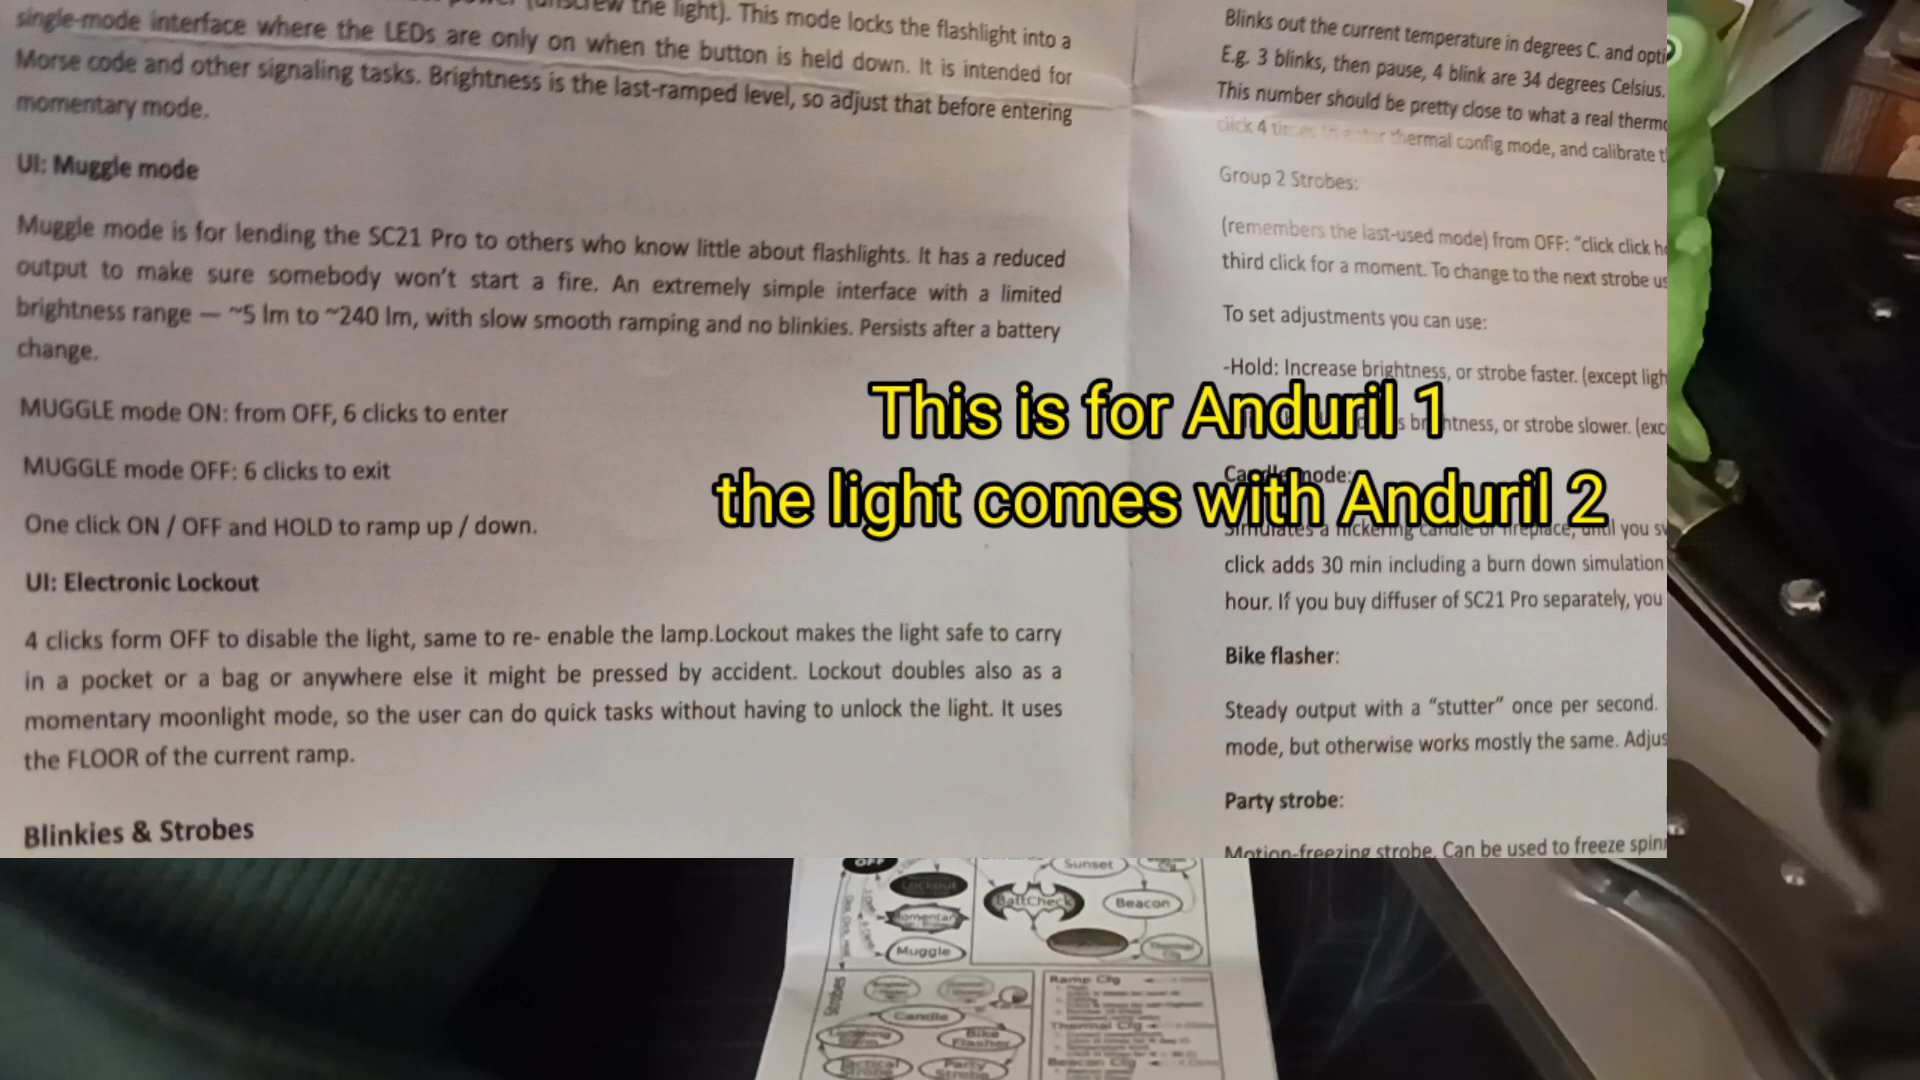 the light). This mode locks the flashlight into a
single-mode interface where the LEDs are only on when the button is held down. It is intended for
Morse code and other signaling tasks. Brightness is the last-ramped level, so adjust that before entering
momentary mode.
UI: Muggle mode
Muggle mode is for lending the SC21 Pro to others who know little about flashlights. It has a reduced
output to make sure somebody won't start a fire. An extremely simple interface with a limited
brightness range — ~5 lm to ~240 lm, with slow smooth ramping and no blinkies. Persists after a battery
change.
MUGGLE mode ON: from OFF, 6 clicks to enter
MUGGLE mode OFF: 6 clicks to exit
One click ON / OFF and HOLD to ramp up / down.
UI: Electronic Lockout
4 clicks form OFF to disable the light, same to re- enable the lamp.Lockout makes the light safe to carry
in a pocket or a bag or anywhere else it might be pressed by accident. Lockout doubles also as a
momentary moonlight mode, so the user can do quick tasks without having to unlock the light. It uses
the FLOOR of the current ramp.
Blinkies & Strobes
Blinks out the current temperature in degrees C. and opti
E.g. 3 blinks, then pause, 4 blink are 34 degrees Celsius.
This number should be pretty close to what a real thermo
click 4 times to enter thermal config mode, and calibrate t
Group 2 Strobes:
(remembers the last-used mode) from OFF: "click click h
third click for a moment. To change to the next strobe us
To set adjustments you can use:
-Hold: Increase brightness, or strobe faster. (except ligh
brightness, or strobe slower. (exc
Candle mode:
Simulates a flickering candle or fireplace, until you sw
click adds 30 min including a burn down simulation
hour. If you buy diffuser of SC21 Pro separately, you
Bike flasher:
Steady output with a "stutter" once per second.
mode, but otherwise works mostly the same. Adjus
Party strobe:
Motion-freezing strobe. Can be used to freeze spinn
This is for Anduril 1
the light comes with Anduril 2
OFF
Lockout
Momentary
Muggle
Sunset
BattCheck
Beacon
Thermal
Cfg
Strobes
Candle
Lightning
Storm
Bike
Flasher
Tactical
Strobe
Party
Strobe
Ramp Cfg
Thermal Cfg
Beacon Cfg